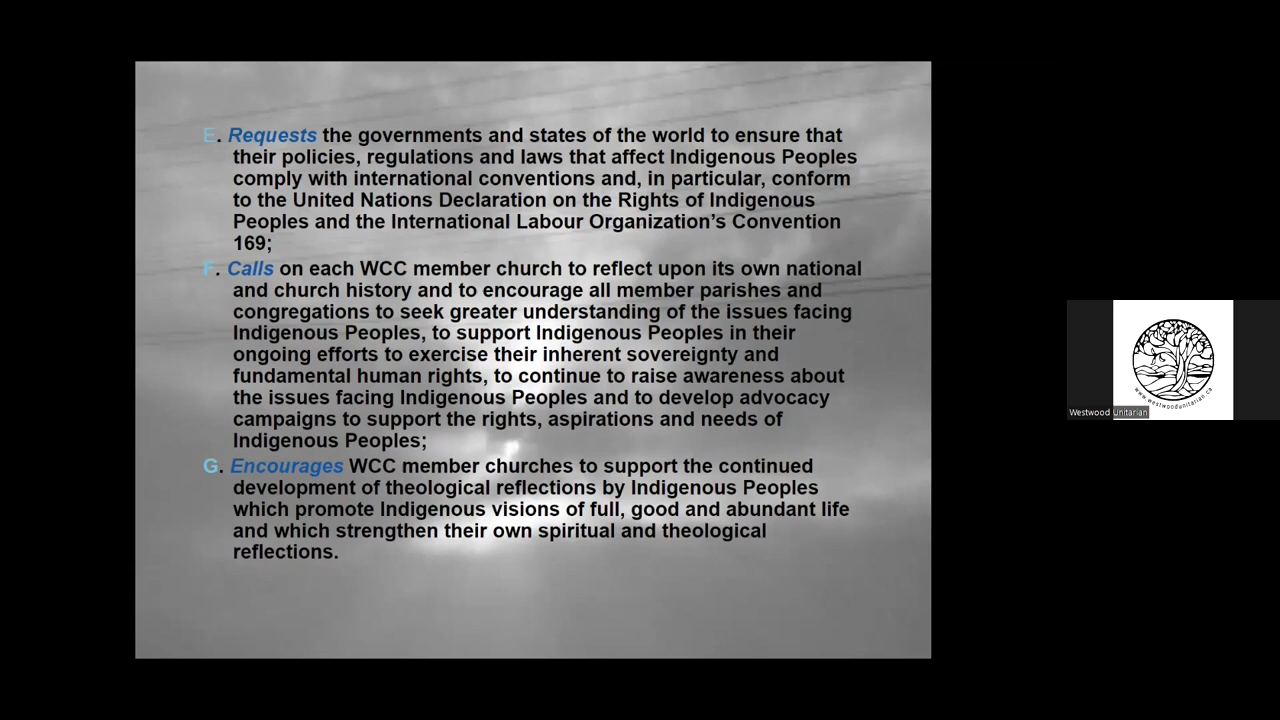 E. Requests the governments and states of the world to ensure that
their policies, regulations and laws that affect Indigenous Peoples
comply with international conventions and, in particular, conform
to the United Nations Declaration on the Rights of Indigenous
Peoples and the International Labour Organization’s Convention
169;
F. Calls on each WCC member church to reflect upon its own national
and church history and to encourage all member parishes and
congregations to seek greater understanding of the issues facing
Indigenous Peoples, to support Indigenous Peoples in their
ongoing efforts to exercise their inherent sovereignty and
fundamental human rights, to continue to raise awareness about
the issues facing Indigenous Peoples and to develop advocacy
campaigns to support the rights, aspirations and needs of
Indigenous Peoples;
G. Encourages WCC member churches to support the continued
development of theological reflections by Indigenous Peoples
which promote Indigenous visions of full, good and abundant life
and which strengthen their own spiritual and theological
reflections.
www.westwoodunitarian.ca
Westwood Unitarian